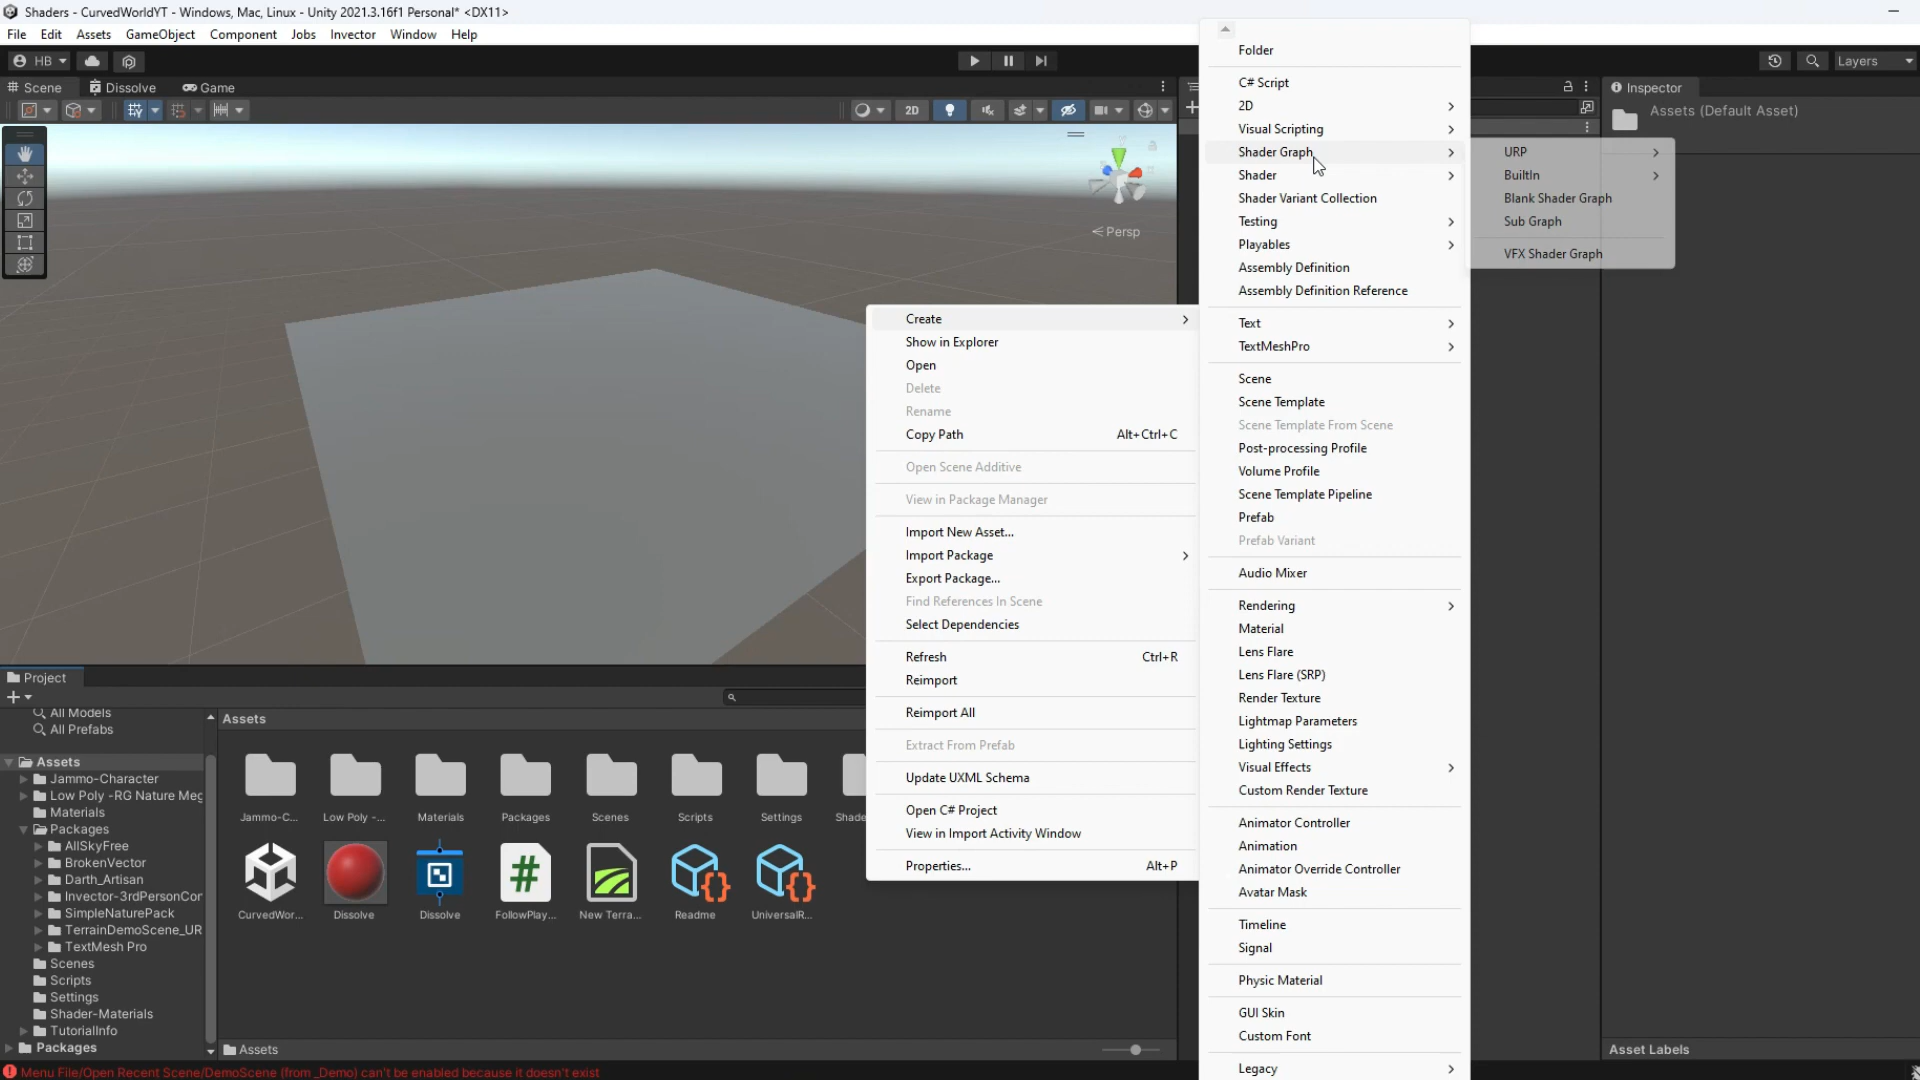 Shaders - CurvedWorldYT - Windows, Mac, Linux - Unity 2021.3.16f1 Personal* <DX11>
File Edit Assets GameObject Component Jobs Invector Window Help
HB
Layers
Scene Dissolve Game
2D
Persp
Inspector
Assets (Default Asset)
Asset Labels
Create
Show in Explorer
Open
Delete
Rename
Copy Path Alt+Ctrl+C
Open Scene Additive
View in Package Manager
Import New Asset...
Import Package
Export Package...
Find References In Scene
Select Dependencies
Refresh Ctrl+R
Reimport
Reimport All
Extract From Prefab
Update UXML Schema
Open C# Project
View in Import Activity Window
Properties... Alt+P
Folder
C# Script
2D
Visual Scripting
Shader Graph
Shader
Shader Variant Collection
Testing
Playables
Assembly Definition
Assembly Definition Reference
Text
TextMeshPro
Scene
Scene Template
Scene Template From Scene
Post-processing Profile
Volume Profile
Scene Template Pipeline
Prefab
Prefab Variant
Audio Mixer
Rendering
Material
Lens Flare
Lens Flare (SRP)
Render Texture
Lightmap Parameters
Lighting Settings
Visual Effects
Custom Render Texture
Animator Controller
Animation
Animator Override Controller
Avatar Mask
Timeline
Signal
Physic Material
GUI Skin
Custom Font
Legacy
URP
BuiltIn
Blank Shader Graph
Sub Graph
VFX Shader Graph
Project
All Models
All Prefabs
Assets
Jammo-Character
Low Poly -RG Nature Meg
Materials
Packages
AllSkyFree
BrokenVector
Darth_Artisan
Invector-3rdPersonCor
SimpleNaturePack
TerrainDemoScene_UR
TextMesh Pro
Scenes
Scripts
Settings
Shader-Materials
TutorialInfo
Packages
Assets
Jammo-C... Low Poly -... Materials Packages Scenes Scripts Settings Shade
CurvedWor... Dissolve Dissolve FollowPlay... New Terra... Readme UniversalR...
Assets
Menu File/Open Recent Scene/DemoScene (from _Demo) can't be enabled because it doesn't exist